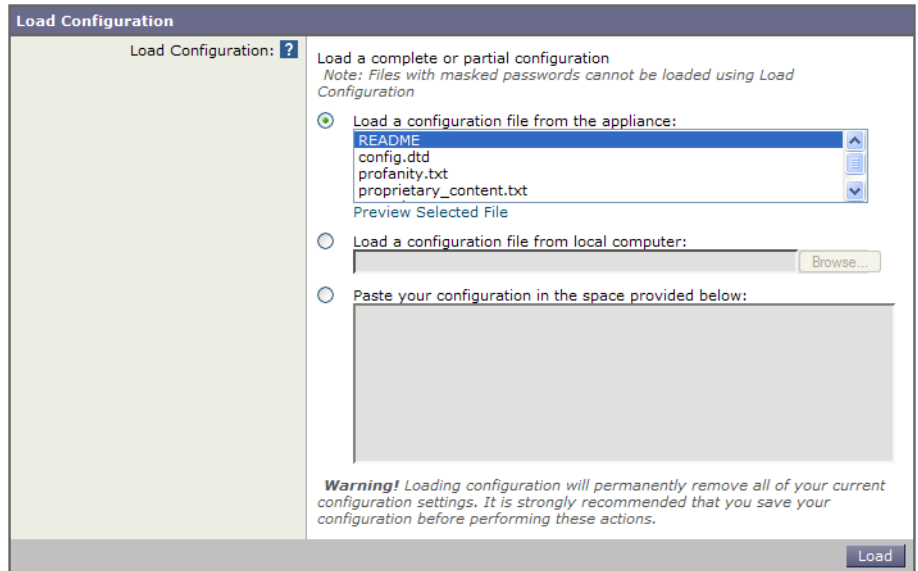 Load Configuration
Load Configuration: ?
Load a complete or partial configuration
Note: Files with masked passwords cannot be loaded using Load
Configuration
Load a configuration file from the appliance:
README
config.dtd
profanity.txt
proprietary_content.txt
Preview Selected File
Load a configuration file from local computer:
Browse...
Paste your configuration in the space provided below:
Warning! Loading configuration will permanently remove all of your current
configuration settings. It is strongly recommended that you save your
configuration before performing these actions.
Load